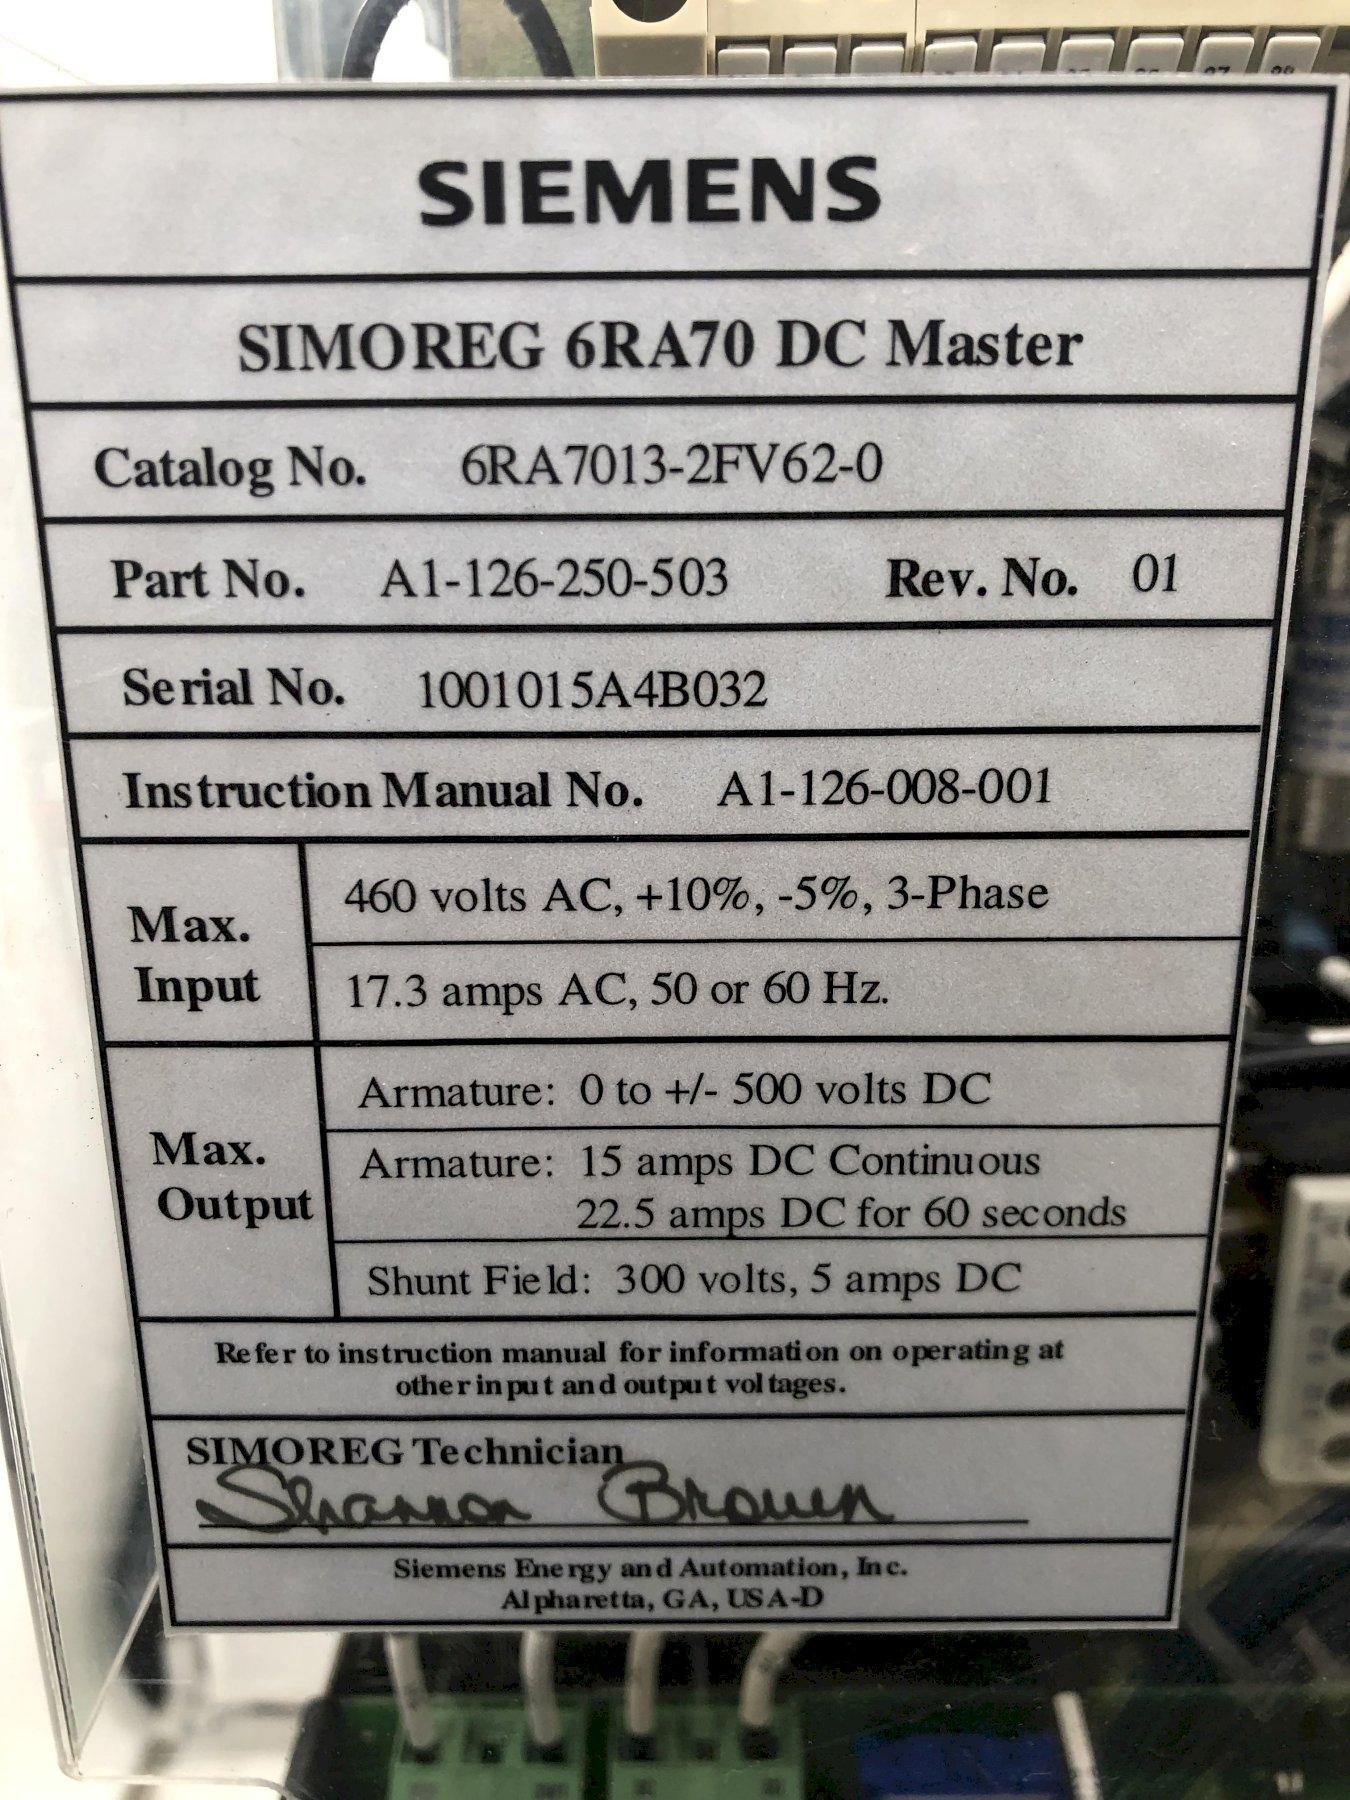 SIEMENS
SIMOREG 6RA70 DC Master
Catalog No. 6RA7013-2FV62-0
Part No. A1-126-250-503 Rev. No. 01
Serial No. 1001015A4B032
Instruction Manual No. A1-126-008-001
Max. Input
460 volts AC, +10%, -5%, 3-Phase
17.3 amps AC, 50 or 60 Hz.
Max. Output
Armature: 0 to +/- 500 volts DC
Armature: 15 amps DC Continuous
22.5 amps DC for 60 seconds
Shunt Field: 300 volts, 5 amps DC
Refer to instruction manual for information on operating at
other input and output voltages.
SIMOREG Technician
Shannon Brown
Siemens Energy and Automation, Inc.
Alpharetta, GA, USA-D